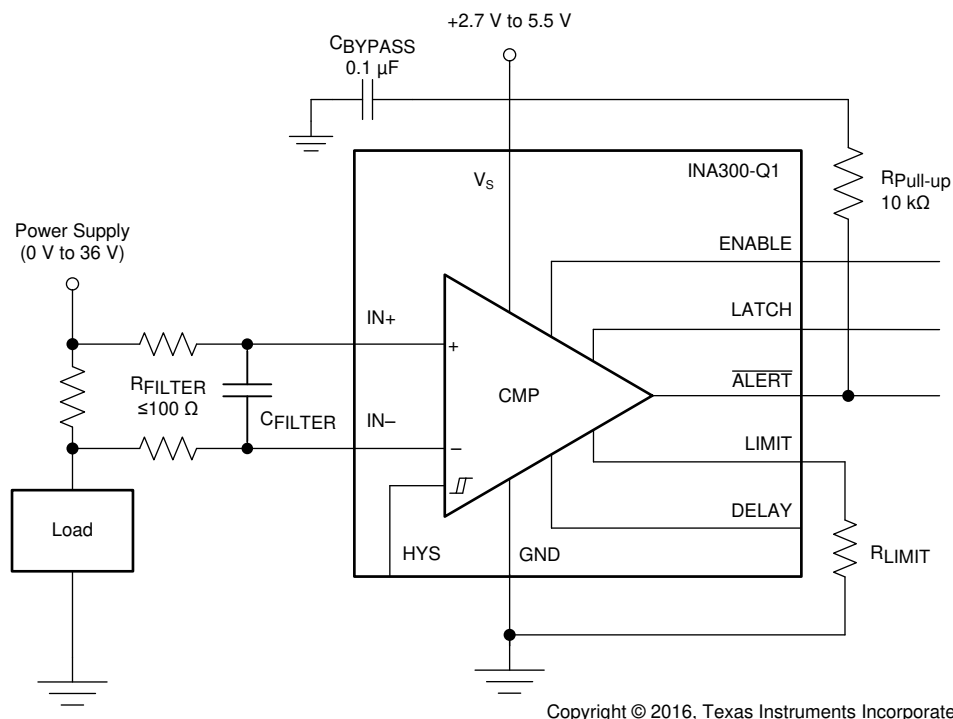 +2.7 V to 5.5 V
CBYPASS
0.1 µF
INA300-Q1
VS
RPull-up
10 kΩ
Power Supply
(0 V to 36 V)
ENABLE
IN+
LATCH
+
RFILTER
≤100 Ω
CMP
ALERT
CFILTER
IN–
LIMIT
–
DELAY
Load
HYS
GND
RLIMIT
Copyright © 2016, Texas Instruments Incorporate